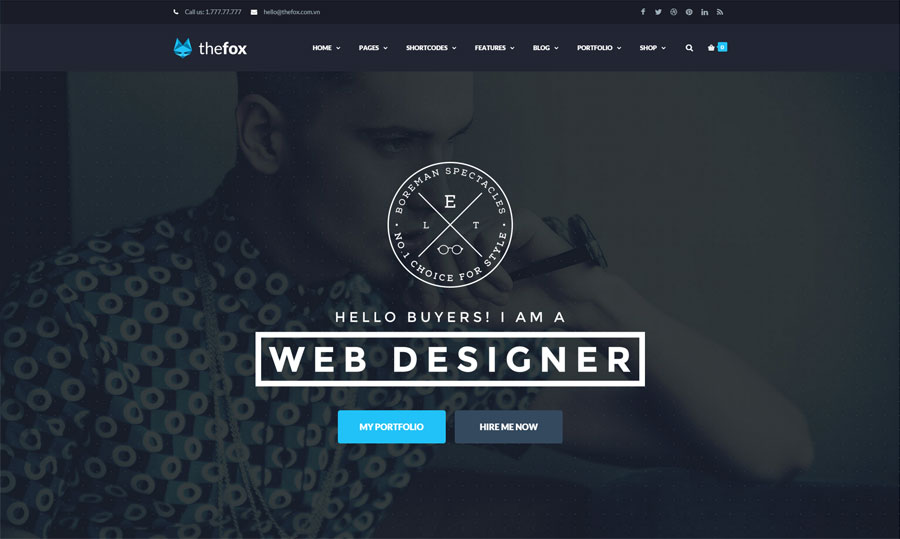 Call us: 1.777.77.777 hello@thefox.com.vn
thefox HOME PAGES SHORTCODES FEATURES BLOG PORTFOLIO SHOP 0
BOREMAN SPECTACLES
E
L T
NO.1 CHOICE FOR STYLE
HELLO BUYERS! I AM A
WEB DESIGNER
MY PORTFOLIO HIRE ME NOW